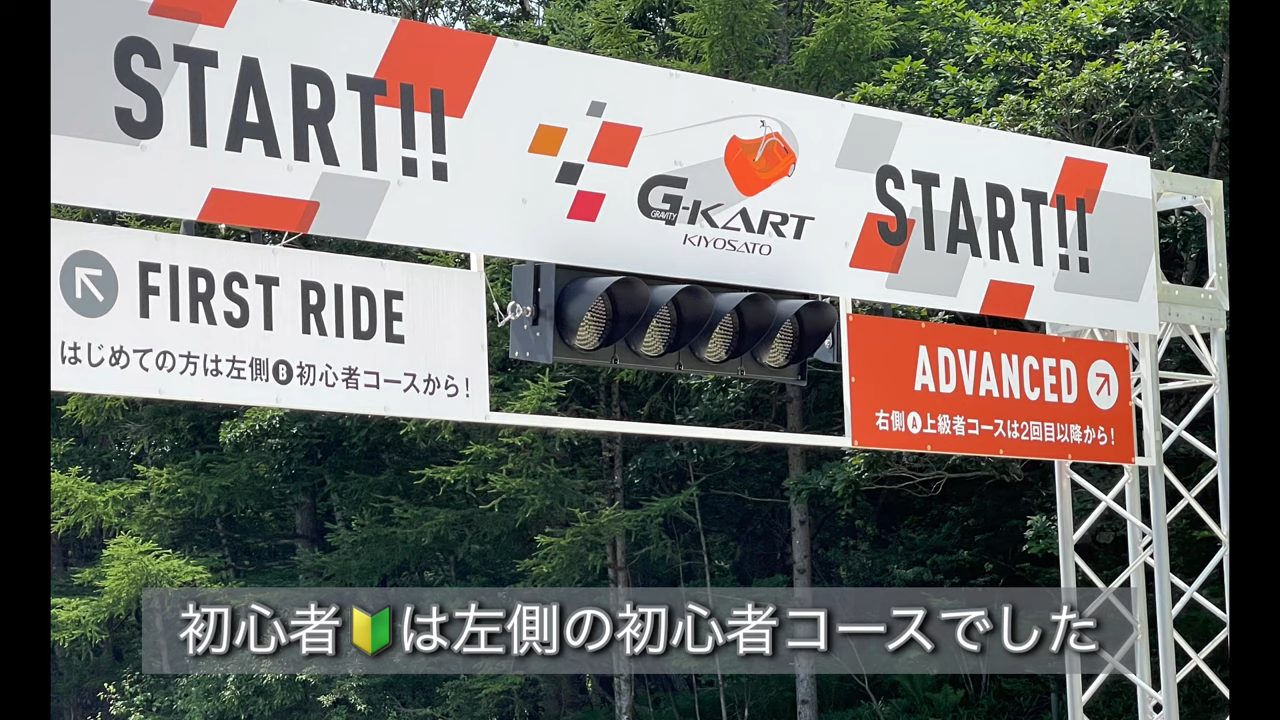 START!!
G-KART
GRAVITY
KIYOSATO
START!!
FIRST RIDE
はじめての方は左側B初心者コースから!
ADVANCED
右側A上級者コースは2回目以降から!
初心者🔰は左側の初心者コースでした